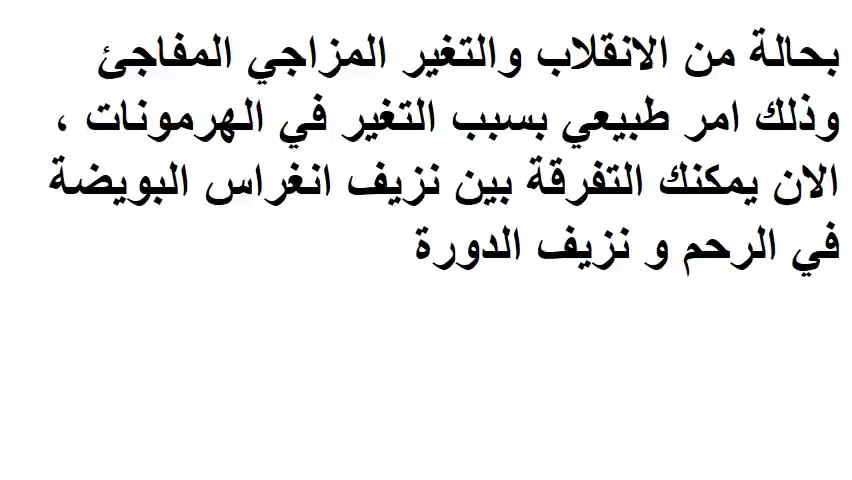 بحالة من الانقلاب والتغير المزاجي المفاجئ
وذلك امر طبيعي بسبب التغير في الهرمونات ،
الان يمكنك التفرقة بين نزيف انغراس البويضة
في الرحم و نزيف الدورة